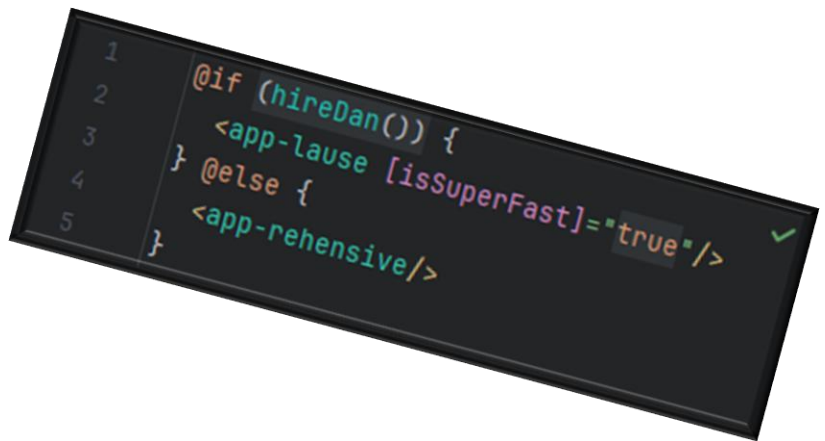 1 @if (hireDan()) {
2 <app-lause [isSuperFast]="true"/>
3 } @else {
4 <app-rehensive/>
5 }